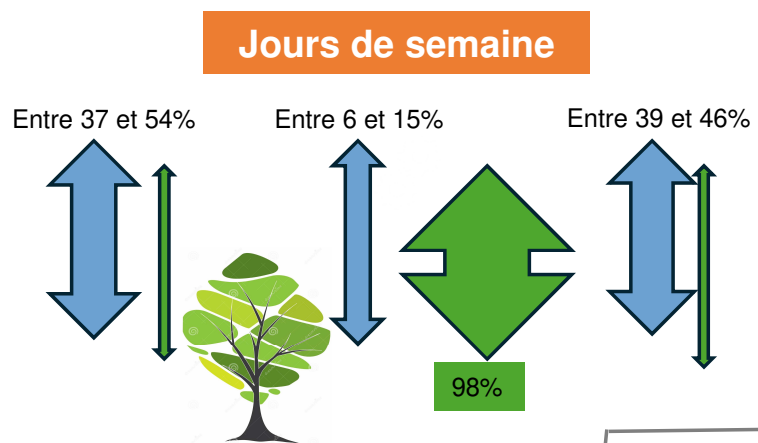 Jours de semaine
Entre 37 et 54%
Entre 6 et 15%
Entre 39 et 46%
98%